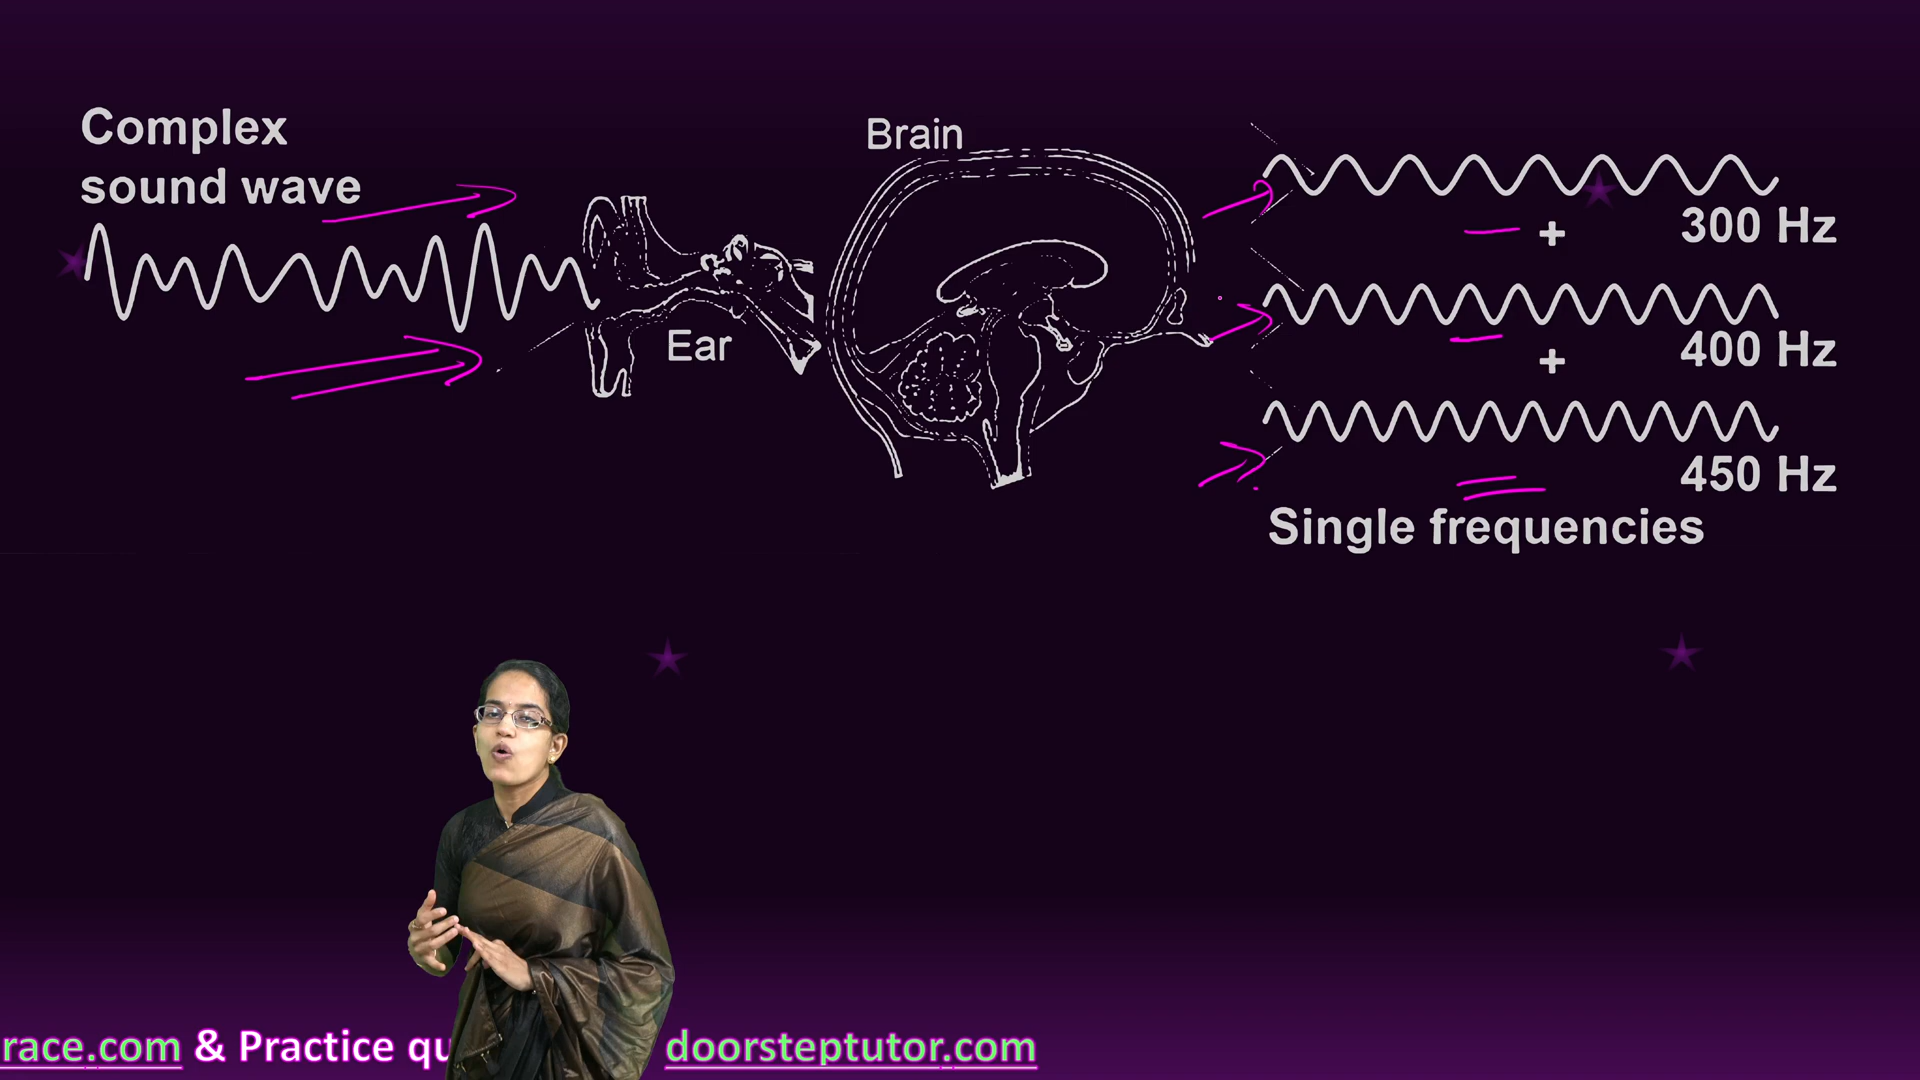 Complex
sound wave
Ear
Brain
+ 300 Hz
400 Hz
+
450 Hz
Single frequencies
race.com & Practice qu doorsteptutor.com